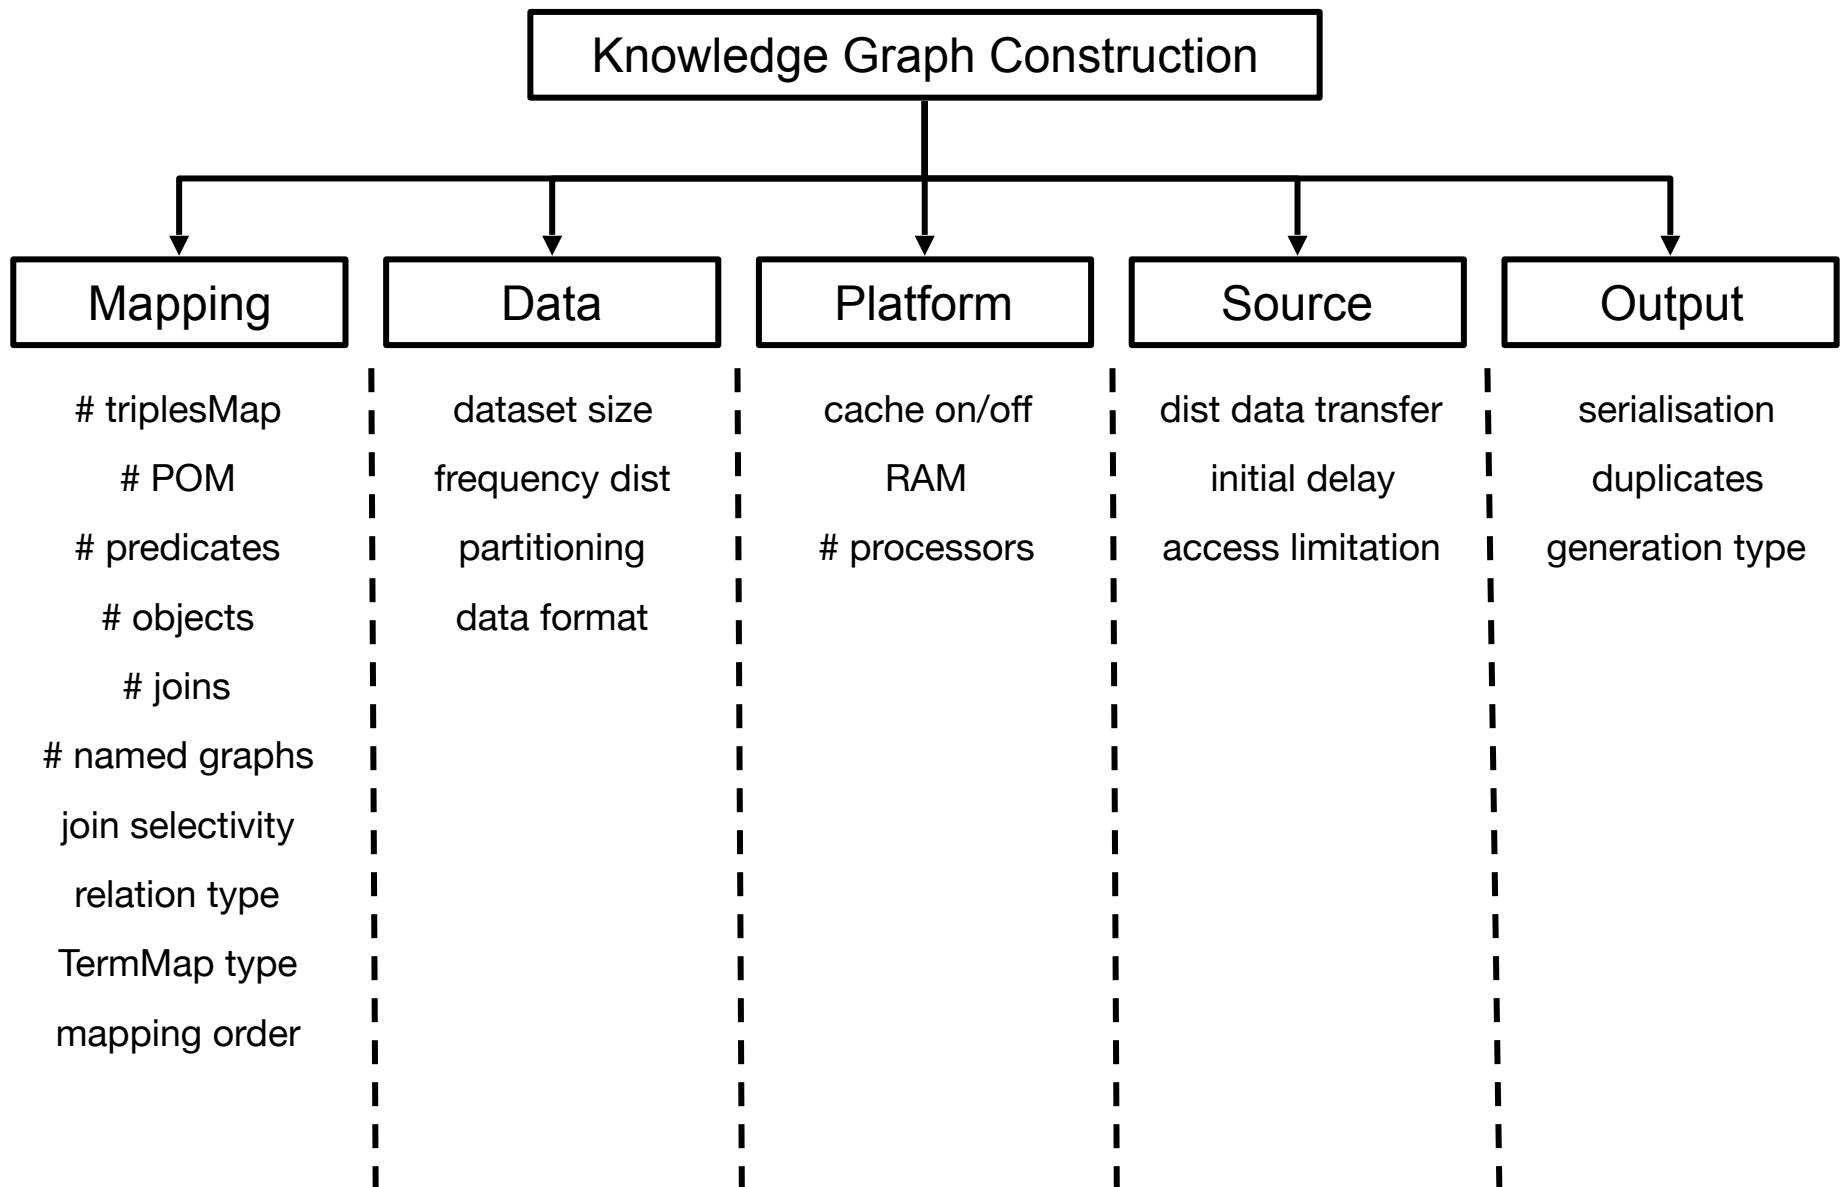 Knowledge Graph Construction
Mapping
# triplesMap
# POM
# predicates
# objects
# joins
# named graphs
join selectivity
relation type
TermMap type
mapping order
Data
dataset size
frequency dist
partitioning
data format
Platform
cache on/off
RAM
# processors
Source
dist data transfer
initial delay
access limitation
Output
serialisation
duplicates
generation type